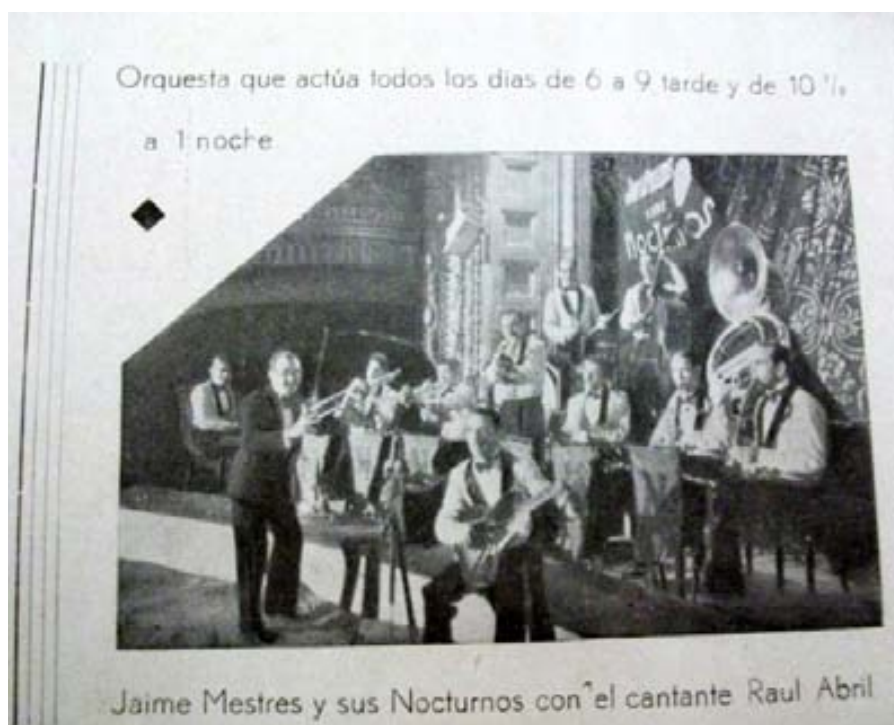 Orquesta que actúa todos los dias de 6 a 9 tarde y de 10 ½
a 1 noche
Nocturnos
Jaime Mestres y sus Nocturnos con el cantante Raul Abril